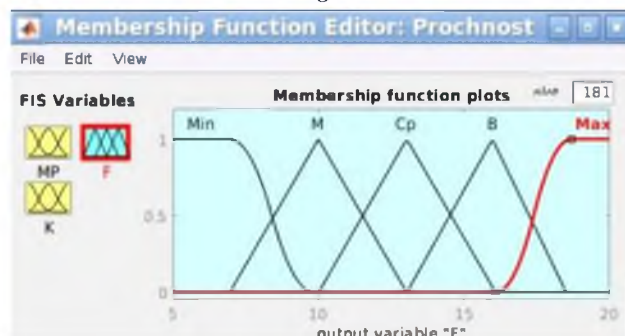 Membership Function Editor: Prochnost
File Edit View
FIS Variables
Membership function plots
181
MP
F
K
Min
M
Cp
B
Max
1
0.5
0
5
10
15
20
output variable "F"